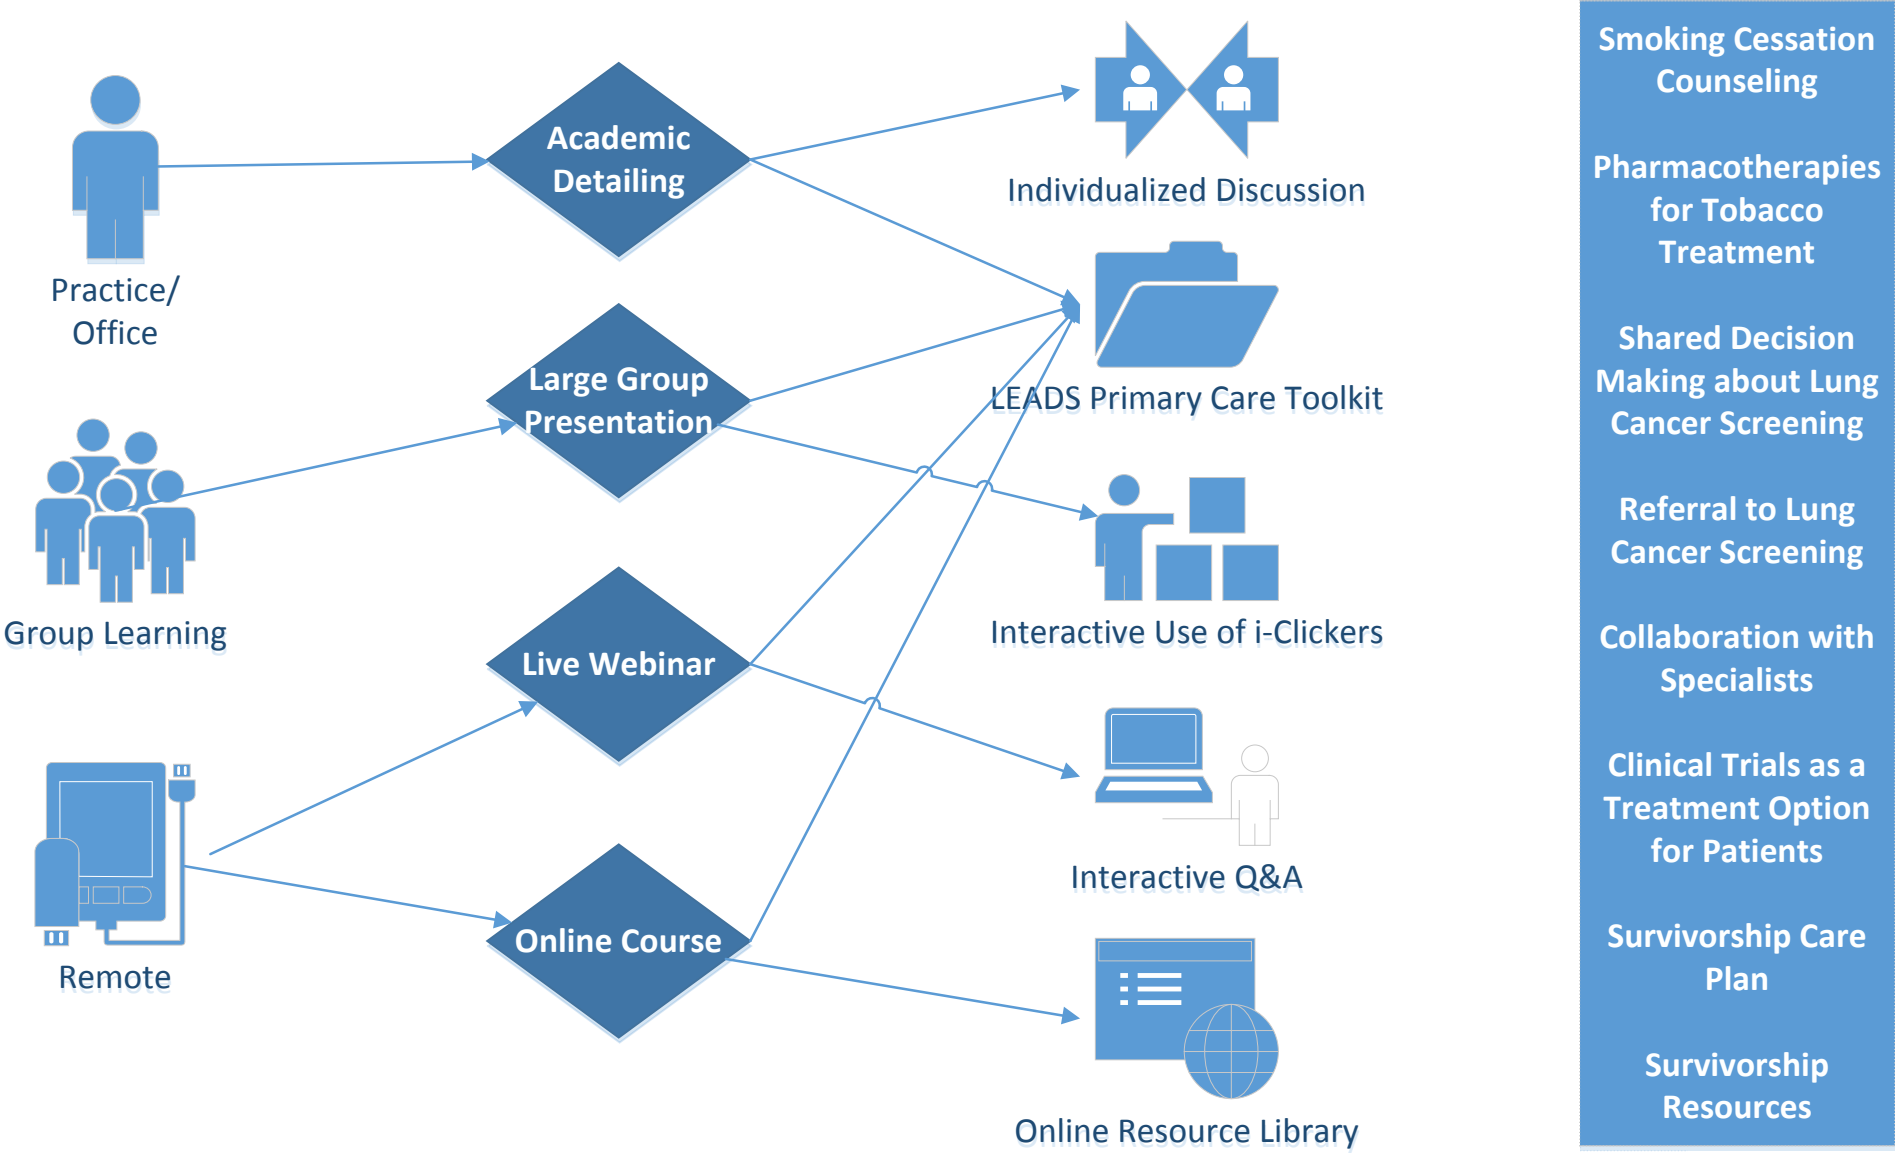 Practice/
Office
Group Learning
Remote
Academic
Detailing
Large Group
Presentation
Live Webinar
Online Course
Individualized Discussion
LEADS Primary Care Toolkit
Interactive Use of i-Clickers
Interactive Q&A
Online Resource Library
Smoking Cessation
Counseling
Pharmacotherapies
for Tobacco
Treatment
Shared Decision
Making about Lung
Cancer Screening
Referral to Lung
Cancer Screening
Collaboration with
Specialists
Clinical Trials as a
Treatment Option
for Patients
Survivorship Care
Plan
Survivorship
Resources